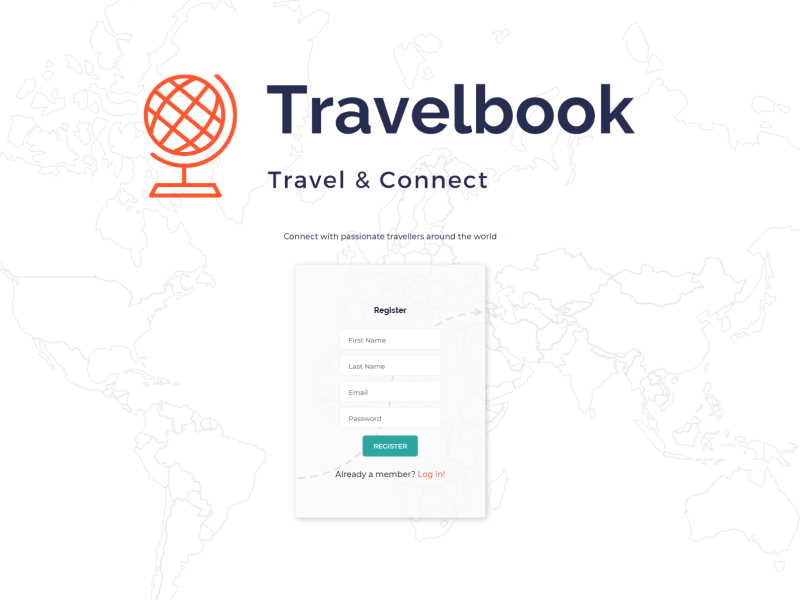 Travelbook
Travel & Connect
Connect with passionate travellers around the world
Register
First Name
Last Name
Email
Password
REGISTER
Already a member? Log in!